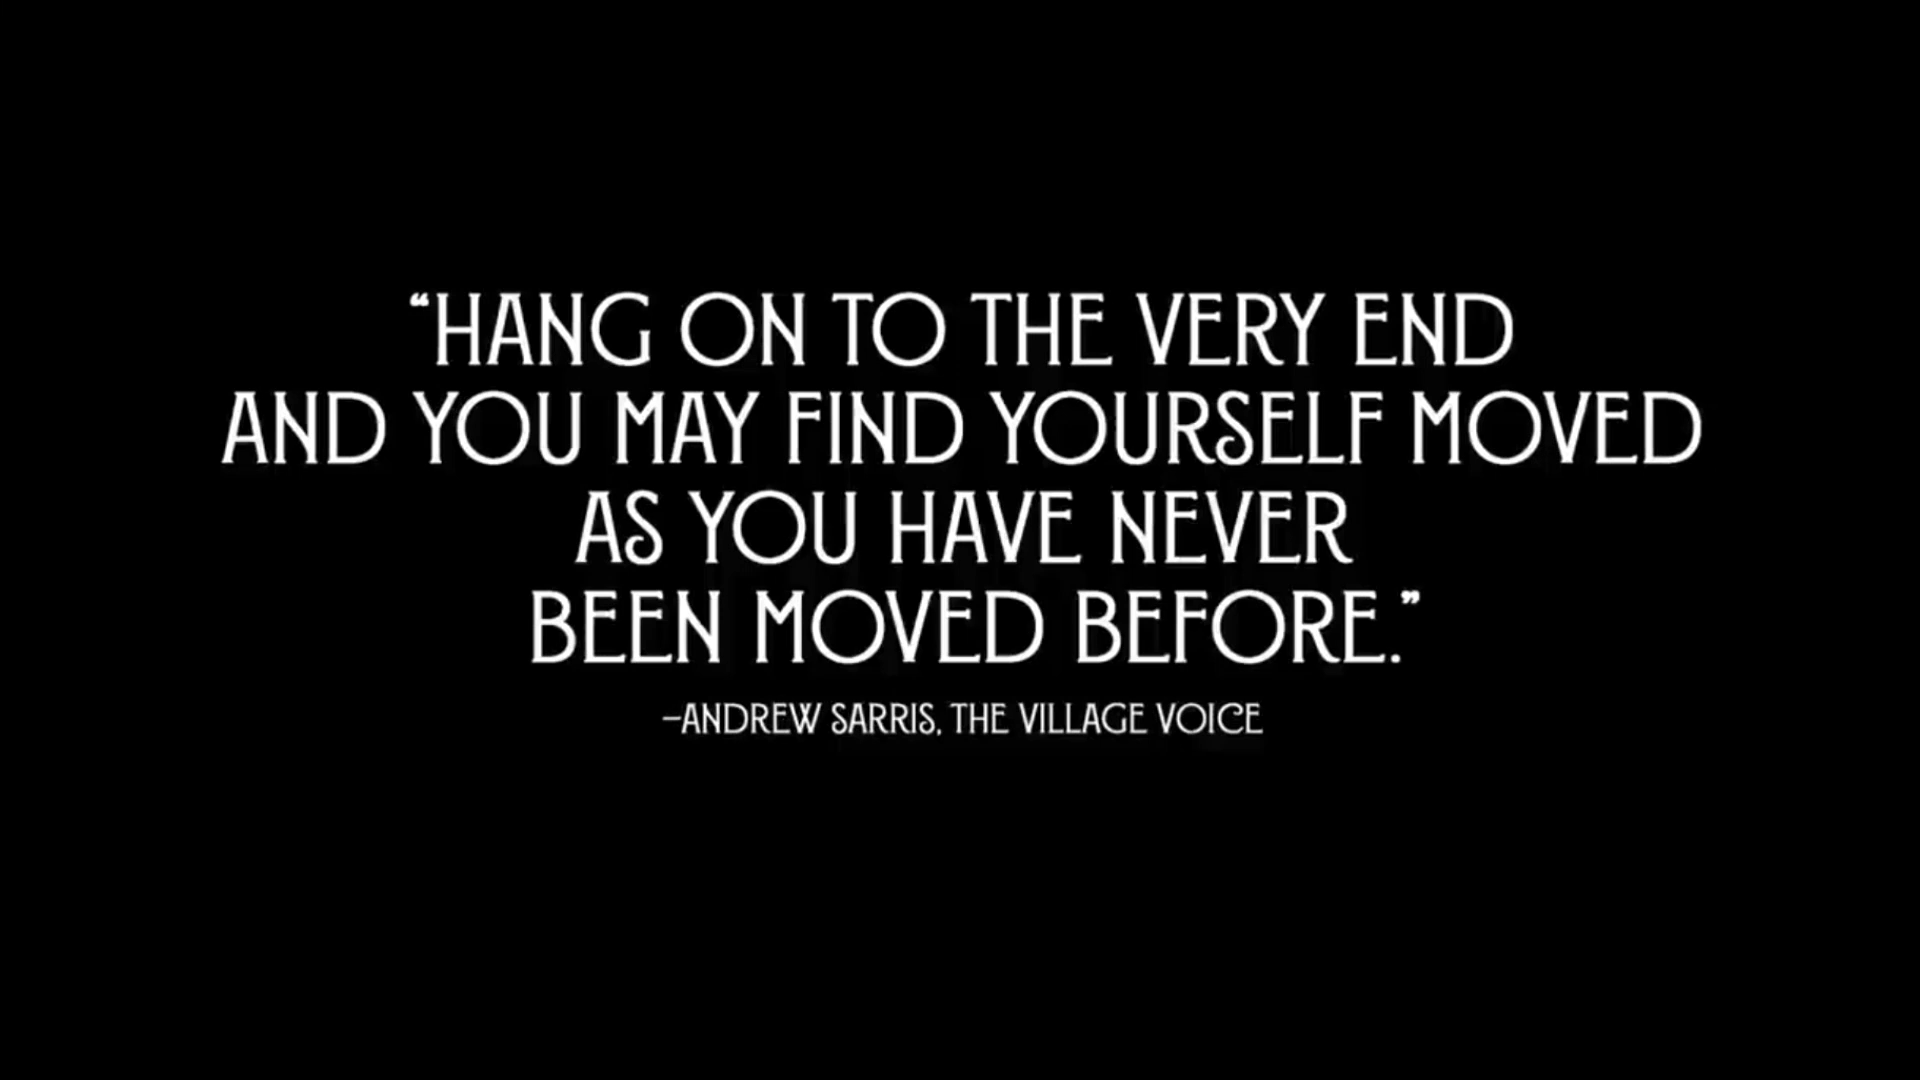 “HANG ON TO THE VERY END
AND YOU MAY FIND YOURSELF MOVED
AS YOU HAVE NEVER
BEEN MOVED BEFORE.”
–ANDREW SARRIS, THE VILLAGE VOICE